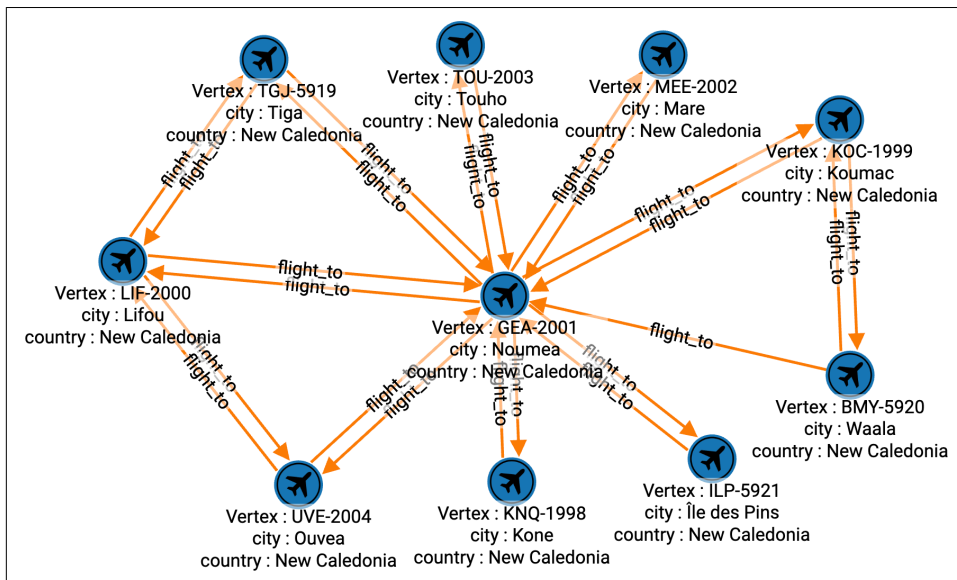 Vertex : TGJ-5919
city : Tiga
country : New Caledonia
Vertex : TOU-2003
city : Touho
country : New Caledonia
Vertex : MEE-2002
city : Mare
country : New Caledonia
Vertex : KOC-1999
city : Koumac
country : New Caledonia
flight_to
flight_to
flight_to
flight_to
flight_to
flight_to
flight_to
flight_to
flight_to
flight_to
flight_to
flight_to
Vertex : LIF-2000
city : Lifou
country : New Caledonia
flight_to
flight_to
Vertex : GEA-2001
city : Noumea
country : New Caledonia
flight_to
flight_to
flight_to
flight_to
flight_to
flight_to
flight_to
flight_to
flight_to
Vertex : BMY-5920
city : Waala
country : New Caledonia
Vertex : UVE-2004
city : Ouvea
country : New Caledonia
Vertex : KNQ-1998
city : Kone
country : New Caledonia
Vertex : ILP-5921
city : Île des Pins
country : New Caledonia